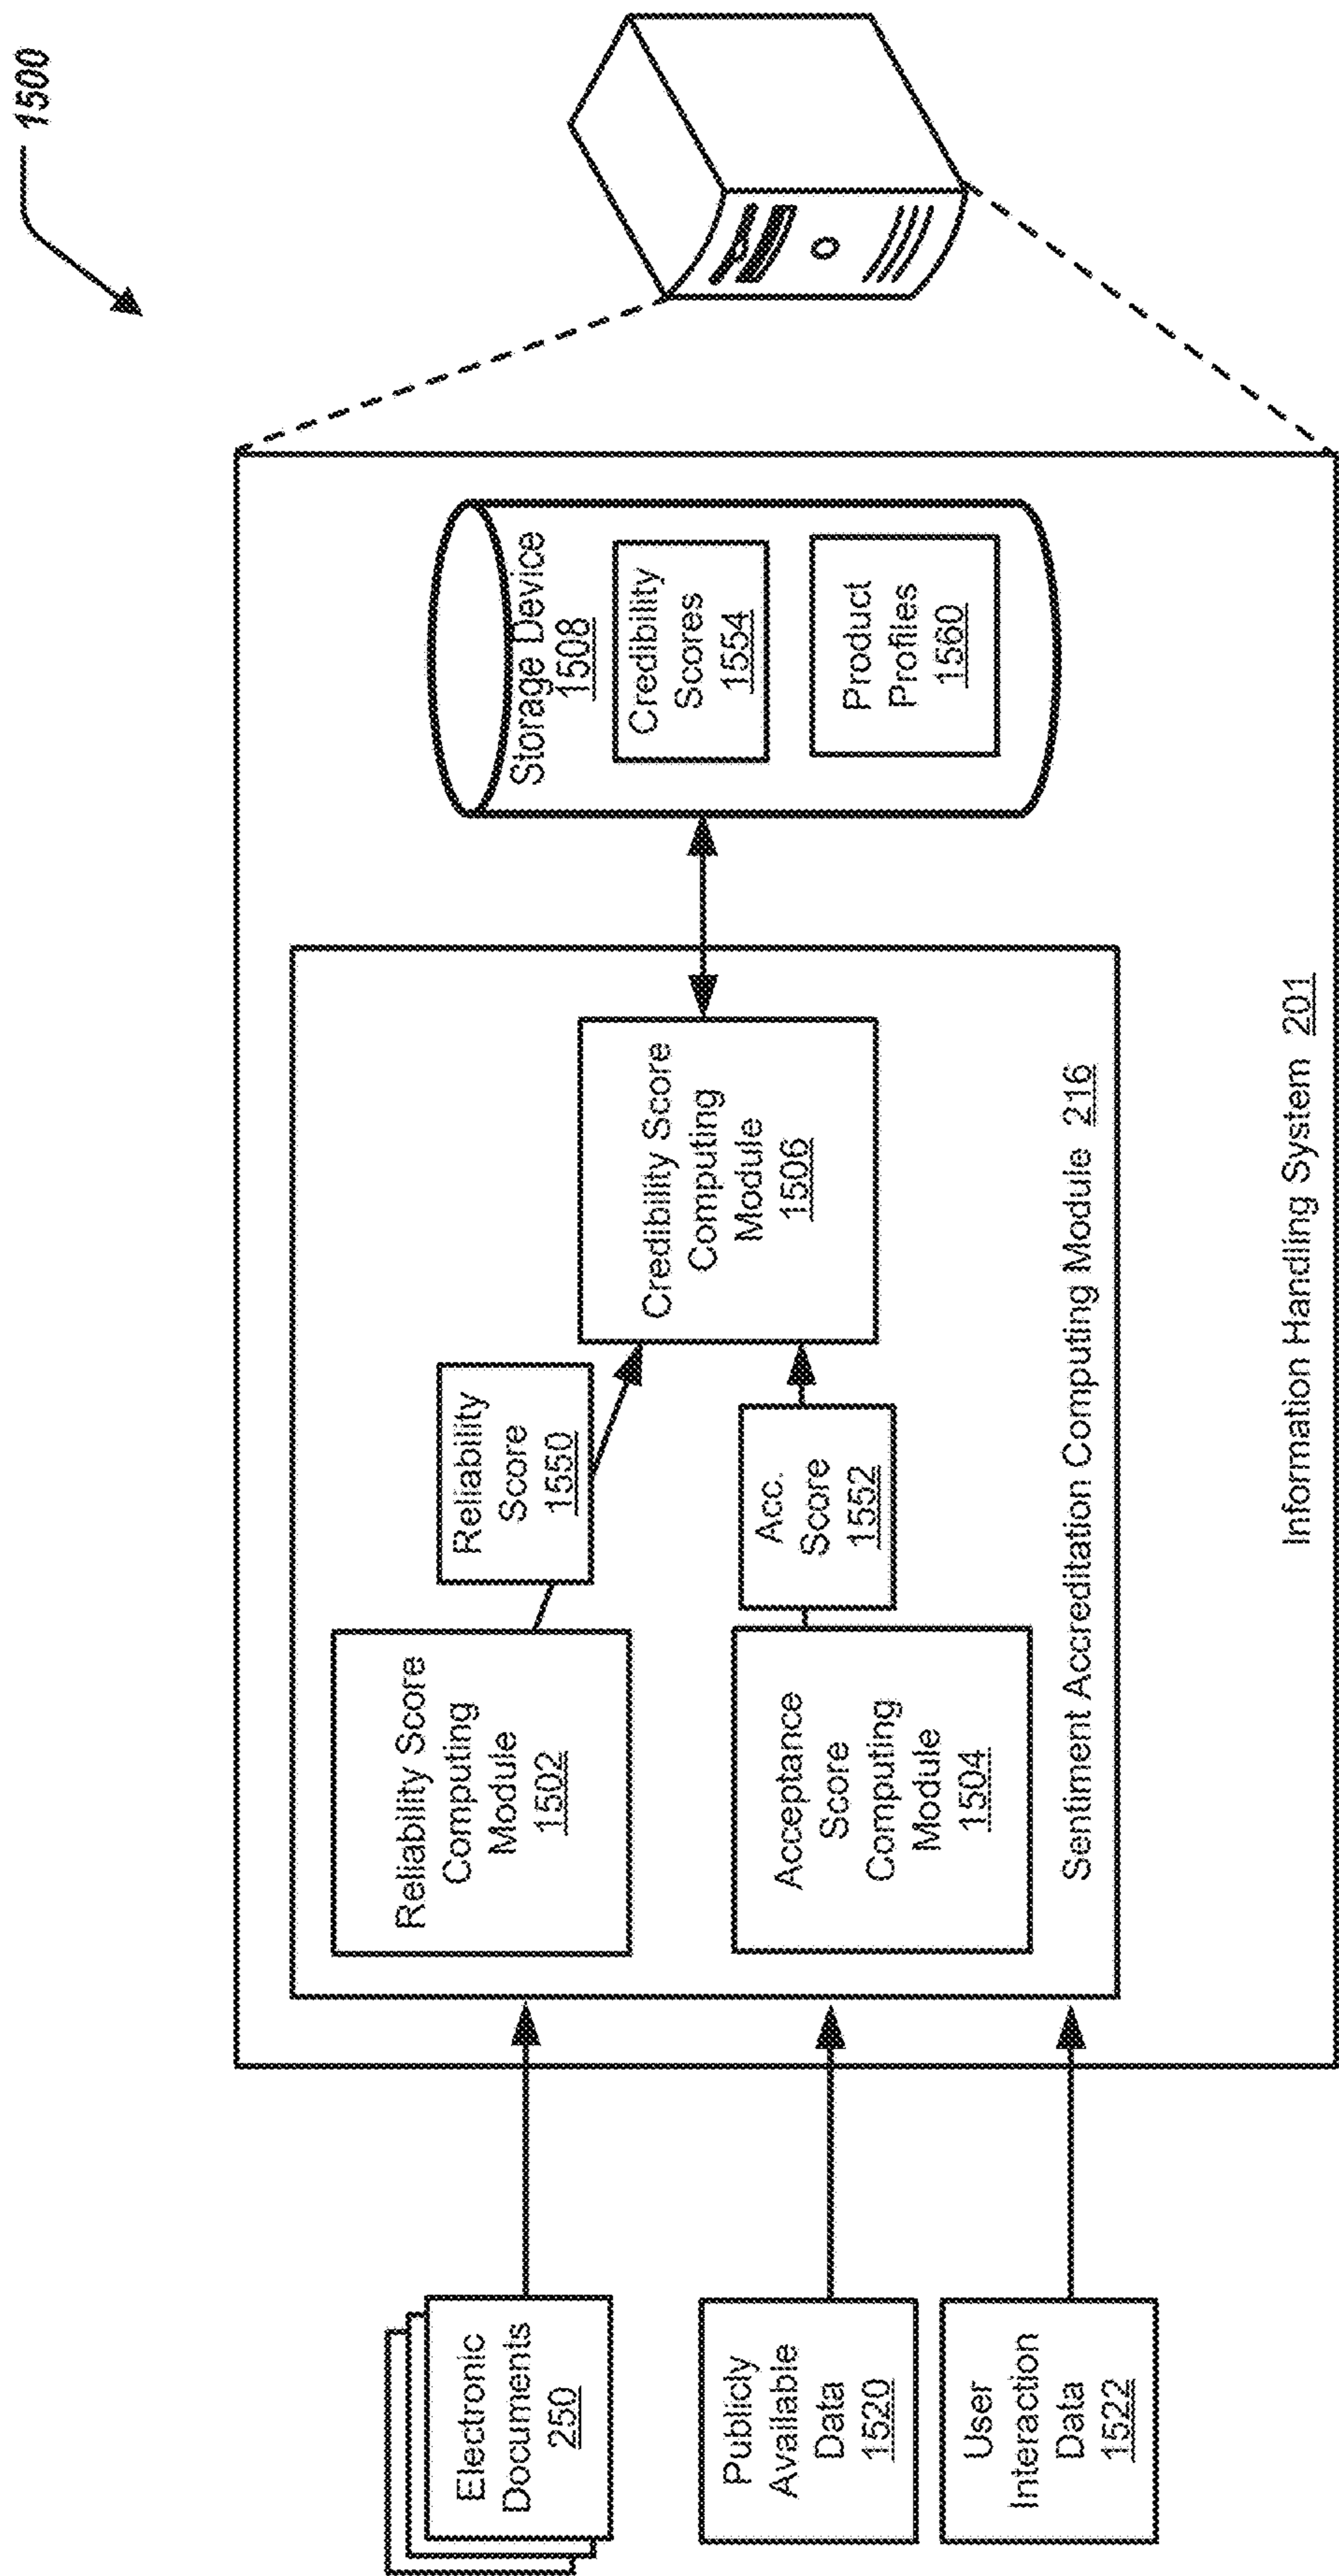 1500
Electronic
Documents
250
Publicly
Available
Data
1520
User
Interaction
Data
1522
Reliability Score
Computing
Module
1502
Reliability
Score
1550
Acceptance
Score
Computing
Module
1504
Acc.
Score
1552
Credibility Score
Computing
Module
1506
Sentiment Accreditation Computing Module 216
Storage Device
1508
Credibility
Scores
1554
Product
Profiles
1560
Information Handling System 201